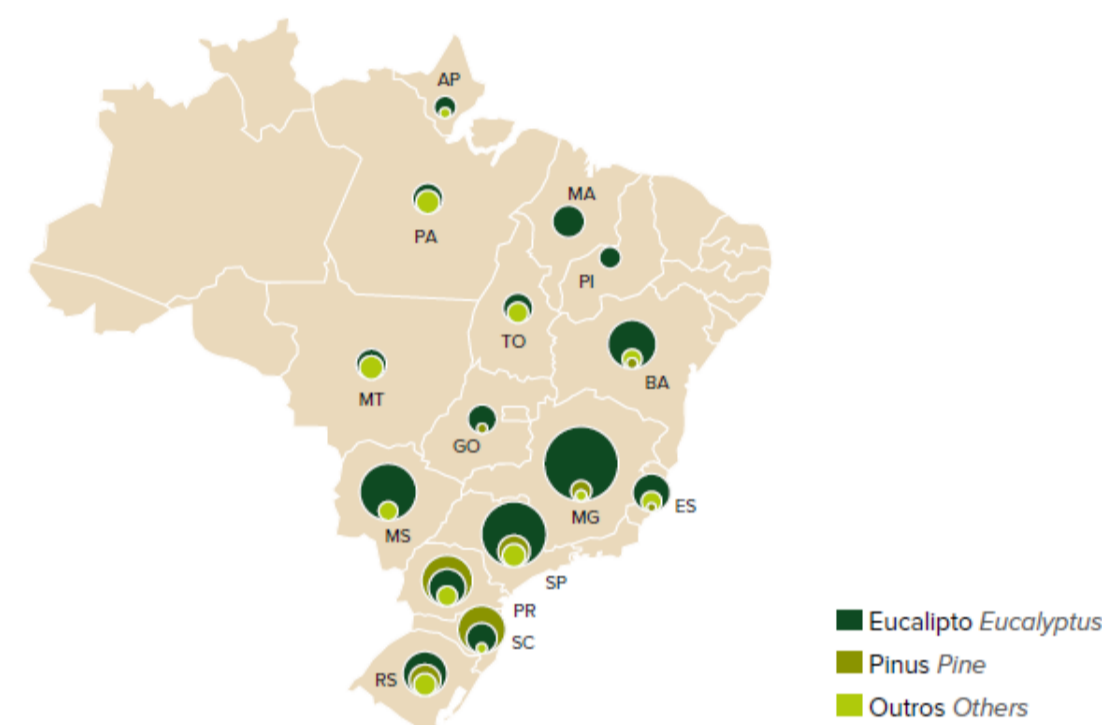 AP
MA
PA
PI
TO
BA
MT
GO
MG
ES
MS
SP
PR
SC
RS
Eucalipto Eucalyptus
Pinus Pine
Outros Others